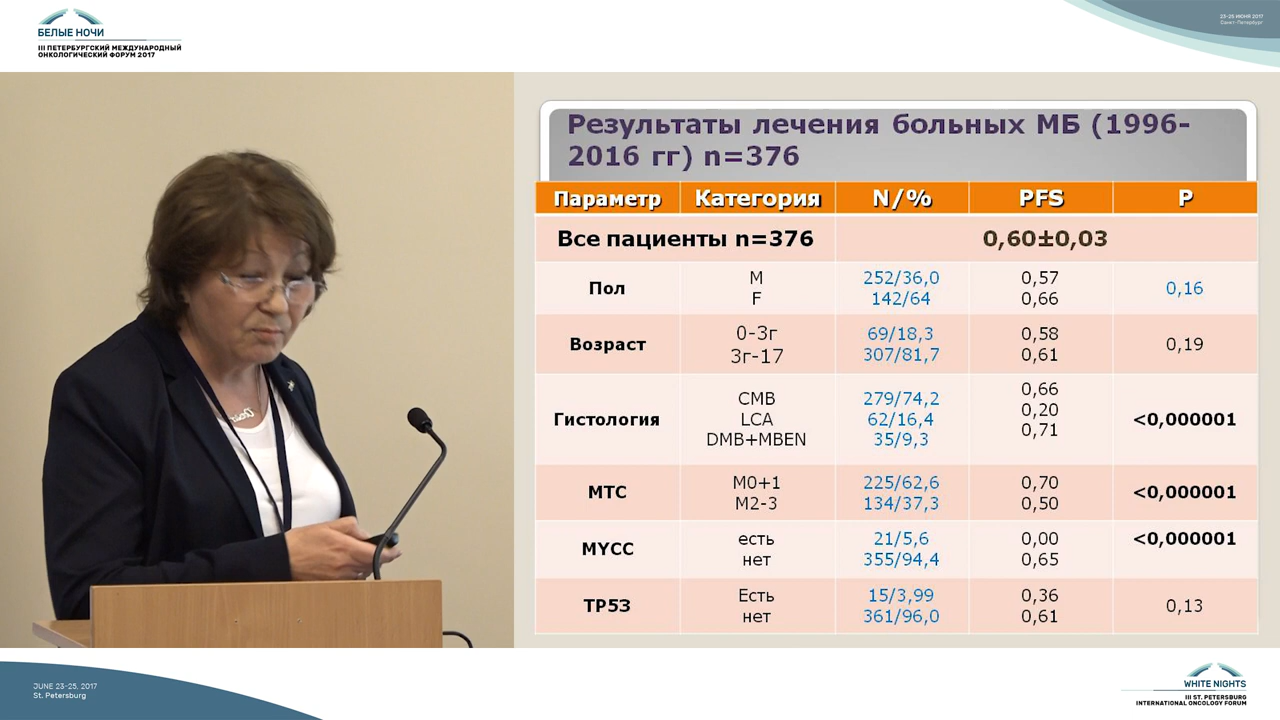 БЕЛЫЕ НОЧИ
III ПЕТЕРБУРГСКИЙ МЕЖДУНАРОДНЫЙ
ОНКОЛОГИЧЕСКИЙ ФОРУМ 2017
23-25 ИЮНЯ 2017
Санкт-Петербург
Результаты лечения больных МБ (1996-
2016 гг) n=376
Параметр Категория N/% PFS P
Все пациенты n=376 0,60±0,03
Пол M 252/36,0 0,57 0,16
F 142/64 0,66
Возраст 0-3г 69/18,3 0,58 0,19
3г-17 307/81,7 0,61
Гистология CMB 279/74,2 0,66 <0,000001
LCA 62/16,4 0,20
DMB+MBEN 35/9,3 0,71
МТС M0+1 225/62,6 0,70 <0,000001
M2-3 134/37,3 0,50
MYCC есть 21/5,6 0,00 <0,000001
нет 355/94,4 0,65
TP53 Есть 15/3,99 0,36 0,13
нет 361/96,0 0,61
JUNE 23-25, 2017
St. Petersburg
WHITE NIGHTS
III ST. PETERSBURG
INTERNATIONAL ONCOLOGY FORUM